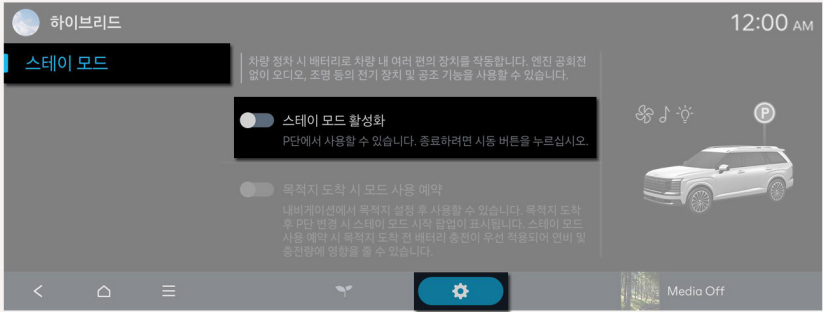 하이브리드
12:00 AM
스테이 모드
차량 정차 시 배터리로 차량 내 여러 편의 장치를 작동합니다. 엔진 공회전
없이 오디오, 조명 등의 전기 장치 및 공조 기능을 사용할 수 있습니다.
스테이 모드 활성화
P단에서 사용할 수 있습니다. 종료하려면 시동 버튼을 누르십시오.
P
목적지 도착 시 모드 사용 예약
내비게이션에서 목적지 설정 후 사용할 수 있습니다. 목적지 도착
후 P단 변경 시 스테이 모드 시작 팝업이 표시됩니다. 스테이 모드
사용 예약 시 목적지 도착 전 배터리 충전이 우선 적용되어 연비 및
충전량에 영향을 줄 수 있습니다.
Media Off